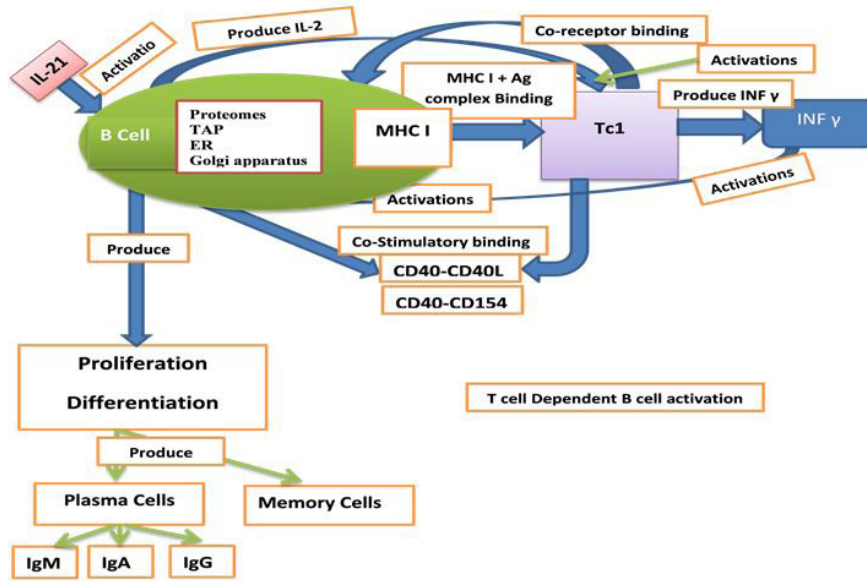 IL-21
Activatio
Produce IL-2
Co-receptor binding
Activations
MHC I + Ag
complex Binding
Produce INF γ
B Cell
Proteomes
TAP
ER
Golgi apparatus
MHC I
Tc1
INF γ
Activations
Activations
Produce
Co-Stimulatory binding
CD40-CD40L
CD40-CD154
Proliferation
Differentiation
T cell Dependent B cell activation
Produce
Plasma Cells
Memory Cells
IgM
IgA
IgG